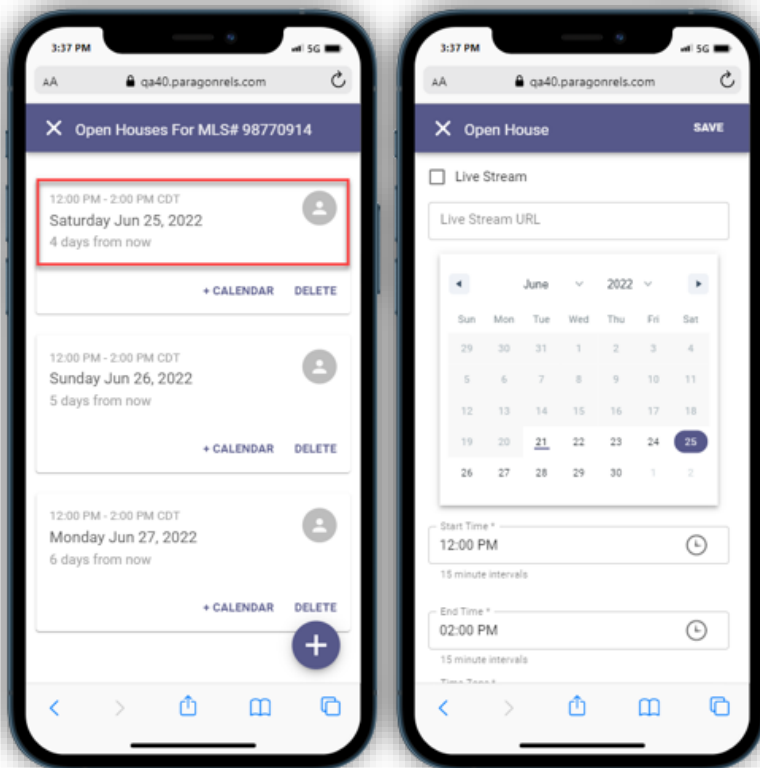 3:37 PM
5G
AA
qa40.paragonrels.com
Open Houses For MLS# 98770914
12:00 PM - 2:00 PM CDT
Saturday Jun 25, 2022
4 days from now
+ CALENDAR DELETE
12:00 PM - 2:00 PM CDT
Sunday Jun 26, 2022
5 days from now
+ CALENDAR DELETE
12:00 PM - 2:00 PM CDT
Monday Jun 27, 2022
6 days from now
+ CALENDAR DELETE
+
3:37 PM
5G
AA
qa40.paragonrels.com
Open House SAVE
Live Stream
Live Stream URL
June 2022
Sun Mon Tue Wed Thu Fri Sat
29 30 31 1 2 3 4
5 6 7 8 9 10 11
12 13 14 15 16 17 18
19 20 21 22 23 24 25
26 27 28 29 30 1 2
Start Time *
12:00 PM
15 minute intervals
End Time *
02:00 PM
15 minute intervals
Time Zone *